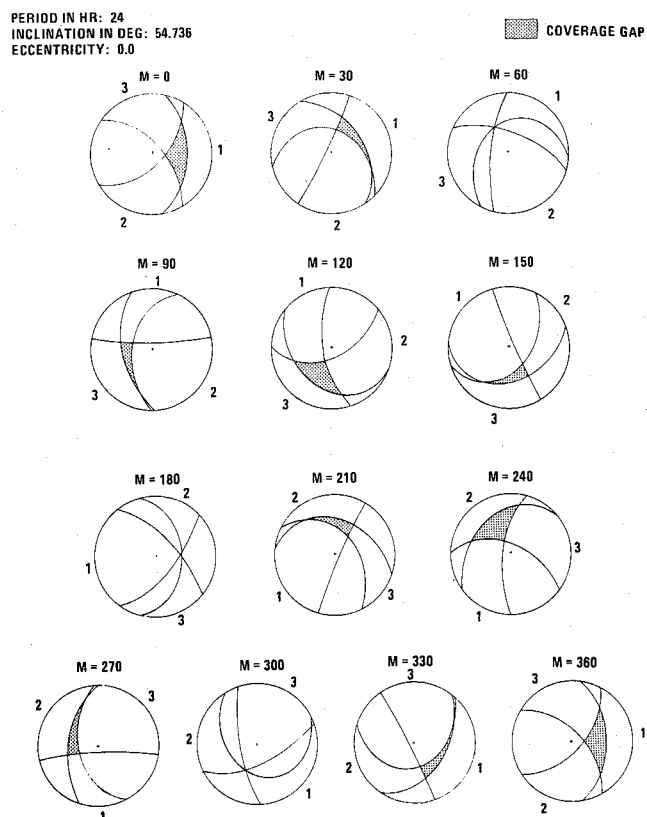 PERIOD IN HR: 24
INCLINATION IN DEG: 54.736
ECCENTRICITY: 0.0
COVERAGE GAP
M = 0
3
1
2
M = 30
3
1
2
M = 60
1
3
2
M = 90
1
3
2
M = 120
1
2
3
M = 150
1
2
3
M = 180
2
1
3
M = 210
2
1
3
M = 240
2
3
1
M = 270
2
3
1
M = 300
3
2
1
M = 330
3
2
1
M = 360
3
1
2